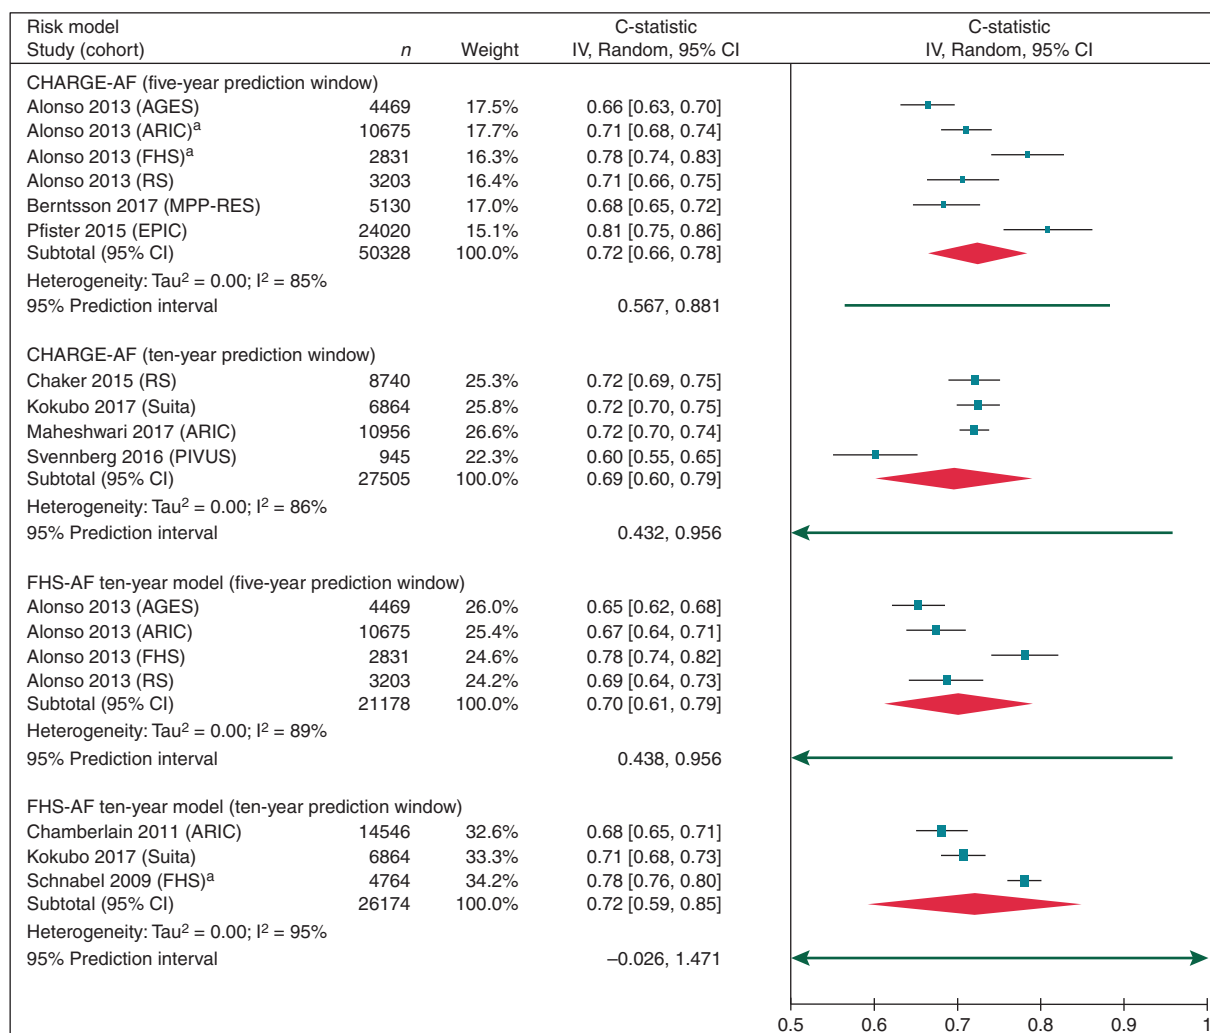 Risk model C-statistic C-statistic
Study (cohort) n Weight IV, Random, 95% CI IV, Random, 95% CI
CHARGE-AF (five-year prediction window)
Alonso 2013 (AGES) 4469 17.5% 0.66 [0.63, 0.70]
Alonso 2013 (ARIC)ᵃ 10675 17.7% 0.71 [0.68, 0.74]
Alonso 2013 (FHS)ᵃ 2831 16.3% 0.78 [0.74, 0.83]
Alonso 2013 (RS) 3203 16.4% 0.71 [0.66, 0.75]
Berntsson 2017 (MPP-RES) 5130 17.0% 0.68 [0.65, 0.72]
Pfister 2015 (EPIC) 24020 15.1% 0.81 [0.75, 0.86]
Subtotal (95% CI) 50328 100.0% 0.72 [0.66, 0.78]
Heterogeneity: Tau² = 0.00; I² = 85%
95% Prediction interval 0.567, 0.881
CHARGE-AF (ten-year prediction window)
Chaker 2015 (RS) 8740 25.3% 0.72 [0.69, 0.75]
Kokubo 2017 (Suita) 6864 25.8% 0.72 [0.70, 0.75]
Maheshwari 2017 (ARIC) 10956 26.6% 0.72 [0.70, 0.74]
Svennberg 2016 (PIVUS) 945 22.3% 0.60 [0.55, 0.65]
Subtotal (95% CI) 27505 100.0% 0.69 [0.60, 0.79]
Heterogeneity: Tau² = 0.00; I² = 86%
95% Prediction interval 0.432, 0.956
FHS-AF ten-year model (five-year prediction window)
Alonso 2013 (AGES) 4469 26.0% 0.65 [0.62, 0.68]
Alonso 2013 (ARIC) 10675 25.4% 0.67 [0.64, 0.71]
Alonso 2013 (FHS) 2831 24.6% 0.78 [0.74, 0.82]
Alonso 2013 (RS) 3203 24.2% 0.69 [0.64, 0.73]
Subtotal (95% CI) 21178 100.0% 0.70 [0.61, 0.79]
Heterogeneity: Tau² = 0.00; I² = 89%
95% Prediction interval 0.438, 0.956
FHS-AF ten-year model (ten-year prediction window)
Chamberlain 2011 (ARIC) 14546 32.6% 0.68 [0.65, 0.71]
Kokubo 2017 (Suita) 6864 33.3% 0.71 [0.68, 0.73]
Schnabel 2009 (FHS)ᵃ 4764 34.2% 0.78 [0.76, 0.80]
Subtotal (95% CI) 26174 100.0% 0.72 [0.59, 0.85]
Heterogeneity: Tau² = 0.00; I² = 95%
95% Prediction interval –0.026, 1.471
0.5 0.6 0.7 0.8 0.9 1